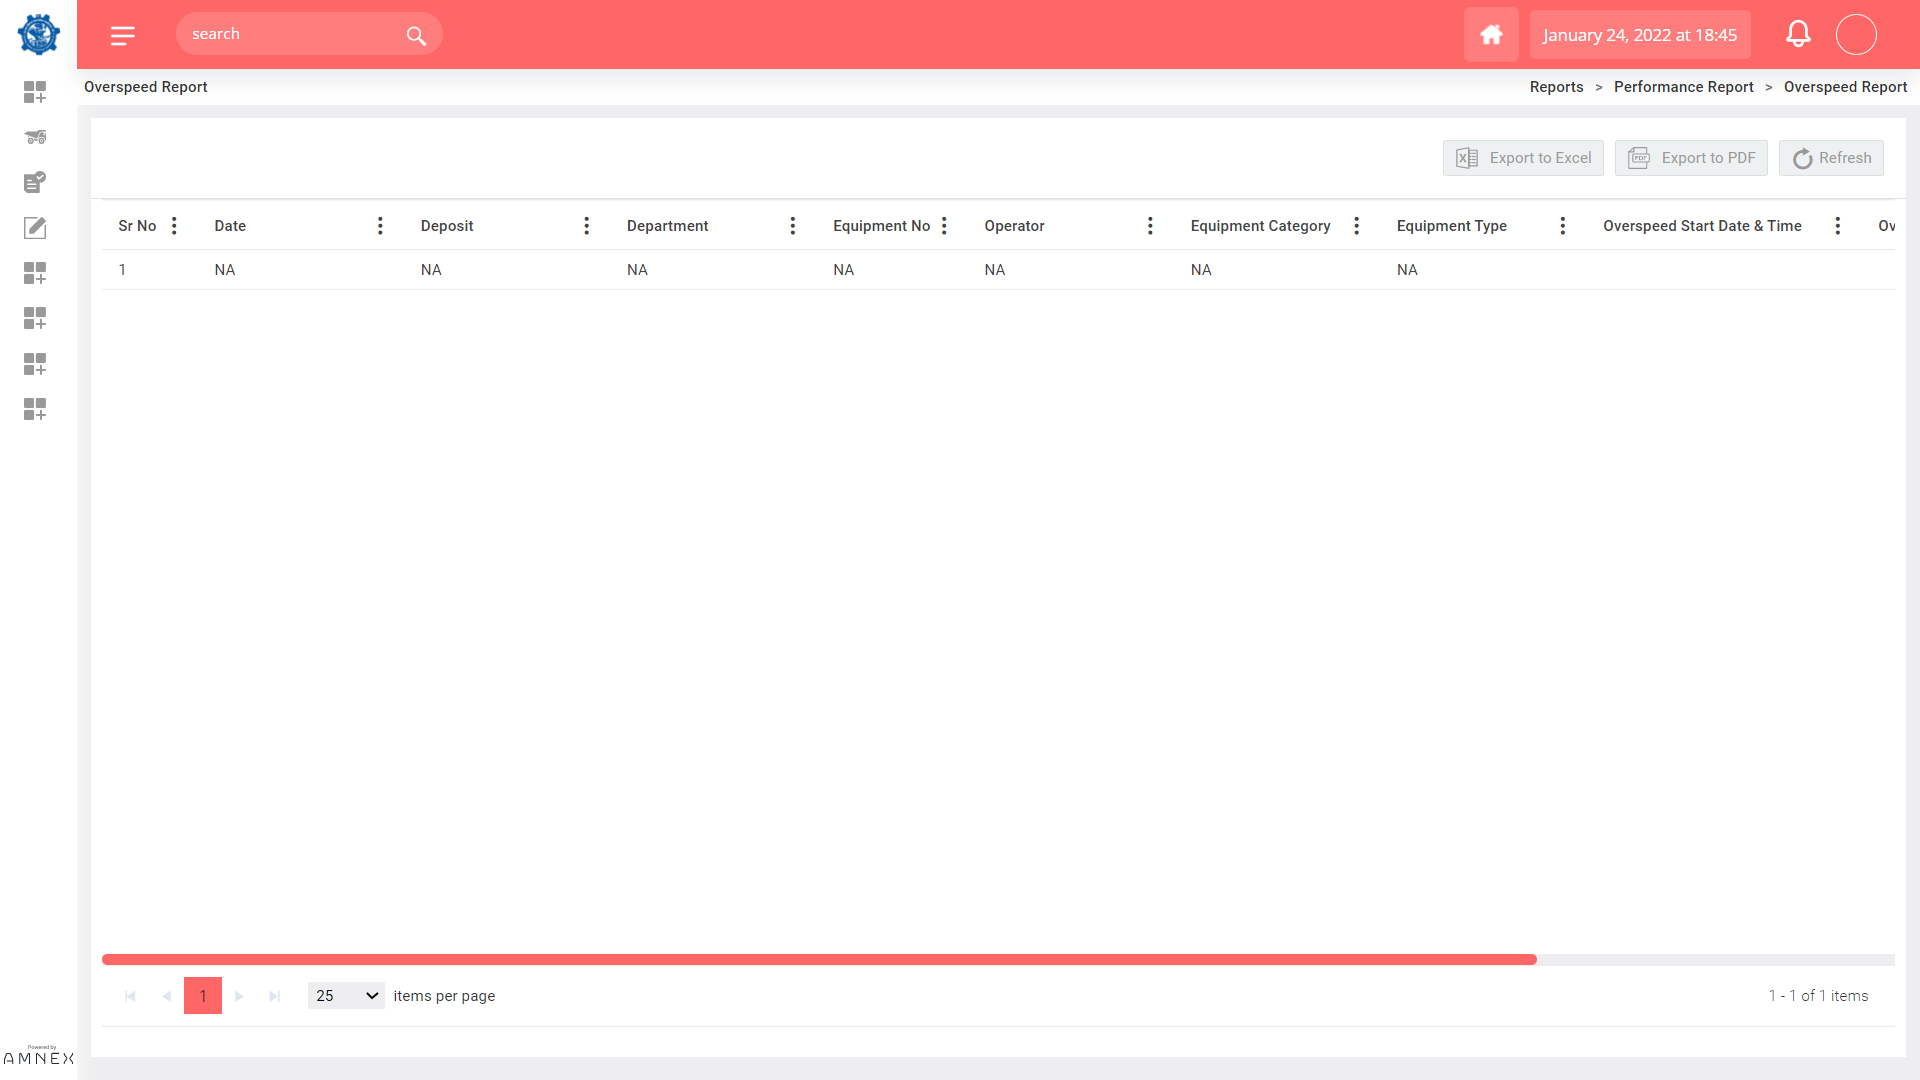 search
January 24, 2022 at 18:45
Overspeed Report
Reports > Performance Report > Overspeed Report
Export to Excel
Export to PDF
Refresh
Sr No Date Deposit Department Equipment No Operator Equipment Category Equipment Type Overspeed Start Date & Time Ov
1 NA NA NA NA NA NA NA
1 25 items per page 1 - 1 of 1 items
Powered by
AMNEX